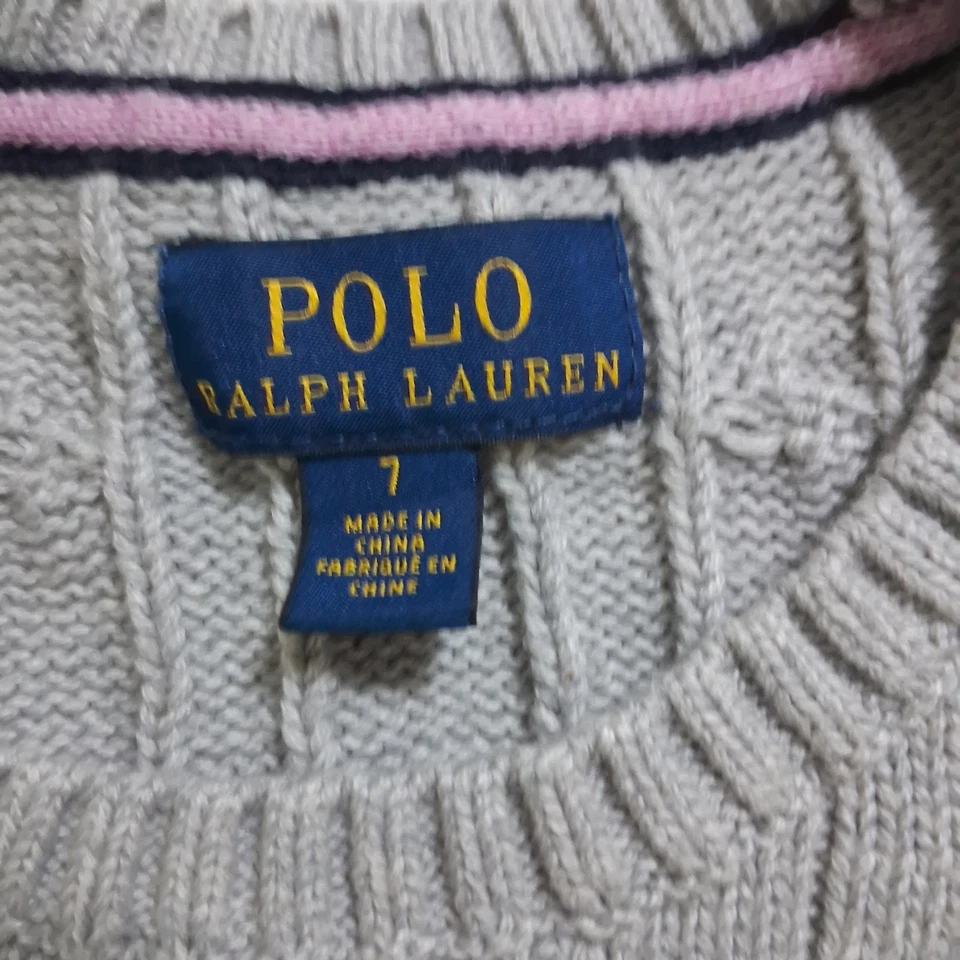 POLO
RALPH LAUREN
7
MADE IN
CHINA
FABRIQUÉ EN
CHINE